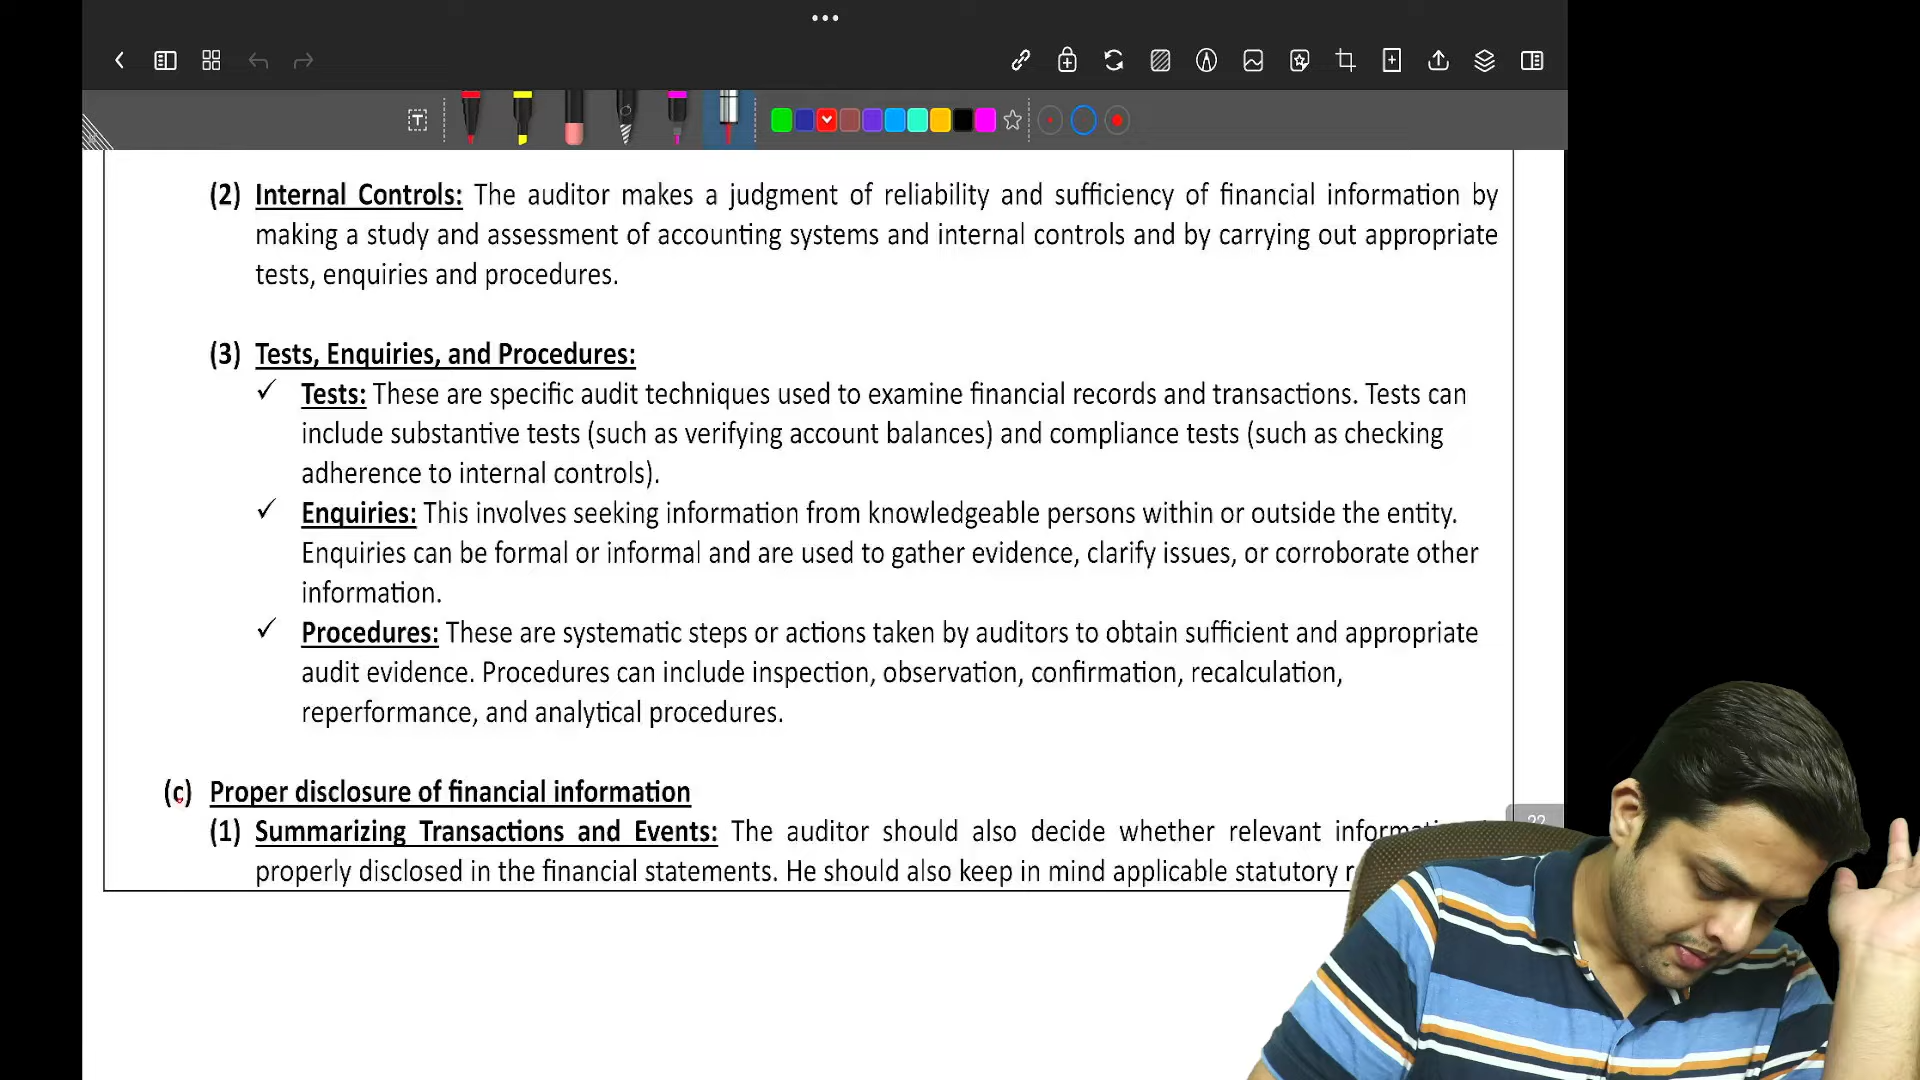 (2) Internal Controls: The auditor makes a judgment of reliability and sufficiency of financial information by
making a study and assessment of accounting systems and internal controls and by carrying out appropriate
tests, enquiries and procedures.
(3) Tests, Enquiries, and Procedures:
✓ Tests: These are specific audit techniques used to examine financial records and transactions. Tests can
include substantive tests (such as verifying account balances) and compliance tests (such as checking
adherence to internal controls).
✓ Enquiries: This involves seeking information from knowledgeable persons within or outside the entity.
Enquiries can be formal or informal and are used to gather evidence, clarify issues, or corroborate other
information.
✓ Procedures: These are systematic steps or actions taken by auditors to obtain sufficient and appropriate
audit evidence. Procedures can include inspection, observation, confirmation, recalculation,
reperformance, and analytical procedures.
(c) Proper disclosure of financial information
(1) Summarizing Transactions and Events: The auditor should also decide whether relevant
properly disclosed in the financial statements. He should also keep in mind applicable statutory